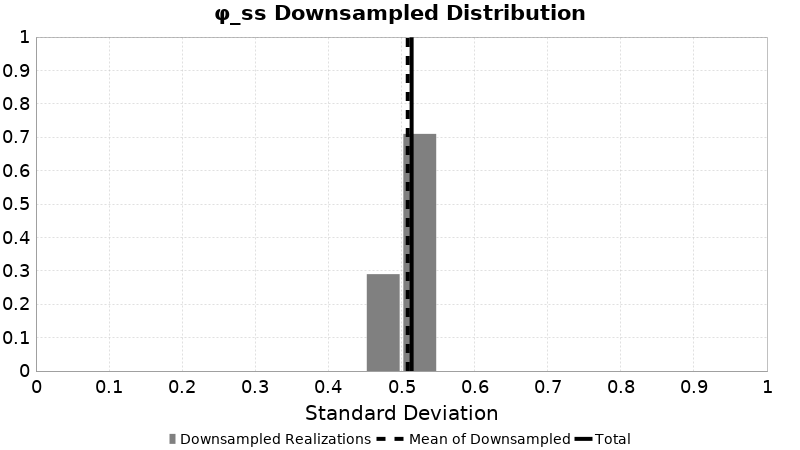 φ_ss Downsampled Distribution
1
0.9
0.8
0.7
0.6
0.5
0.4
0.3
0.2
0.1
0
0 0.1 0.2 0.3 0.4 0.5 0.6 0.7 0.8 0.9 1
Standard Deviation
Downsampled Realizations Mean of Downsampled Total